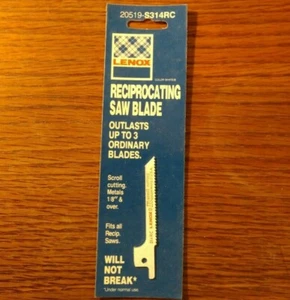 20519-S314RC
LENOX
RECIPROCATING
SAW BLADE
OUTLASTS
UP TO 3
ORDINARY
BLADES.
Scroll
cutting.
Metals
1/8" &
over.
Fits all
Recip.
Saws.
WILL
NOT
BREAK*
*Under normal use
LENOX